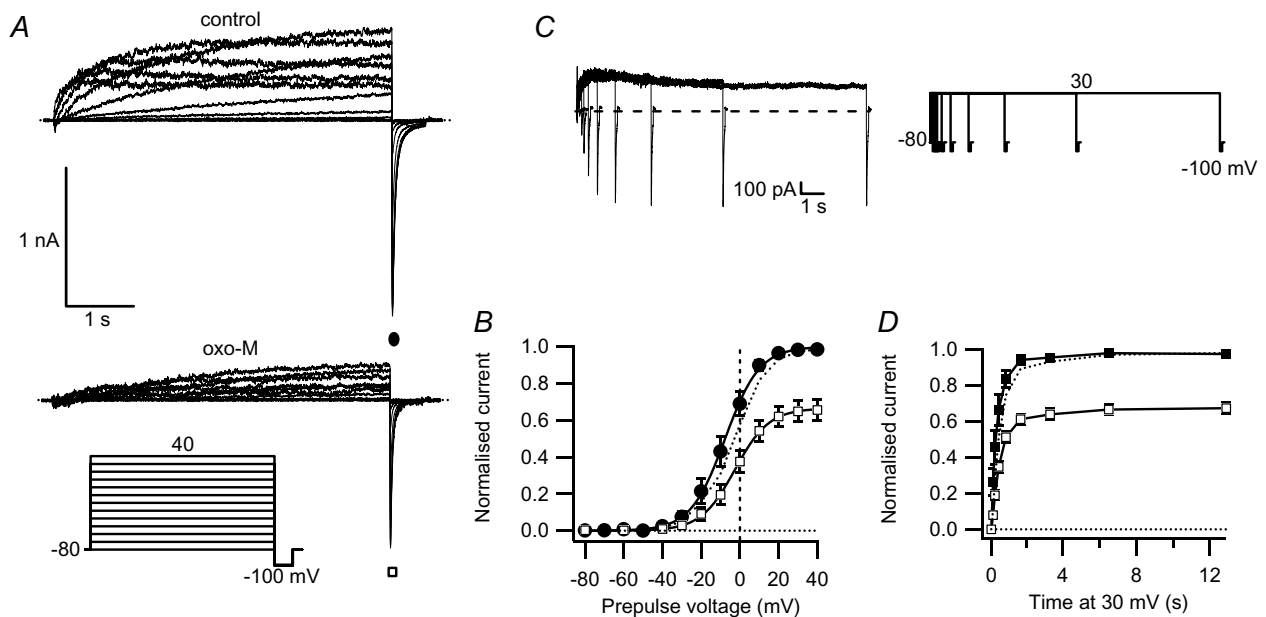 A
control
1 nA
1 s
oxo-M
40
-80
-100 mV
C
100 pA
1 s
30
-80
-100 mV
B
Normalised current
1.0
0.8
0.6
0.4
0.2
0.0
-80 -60 -40 -20 0 20 40
Prepulse voltage (mV)
D
Normalised current
1.0
0.8
0.6
0.4
0.2
0.0
0 4 8 12
Time at 30 mV (s)